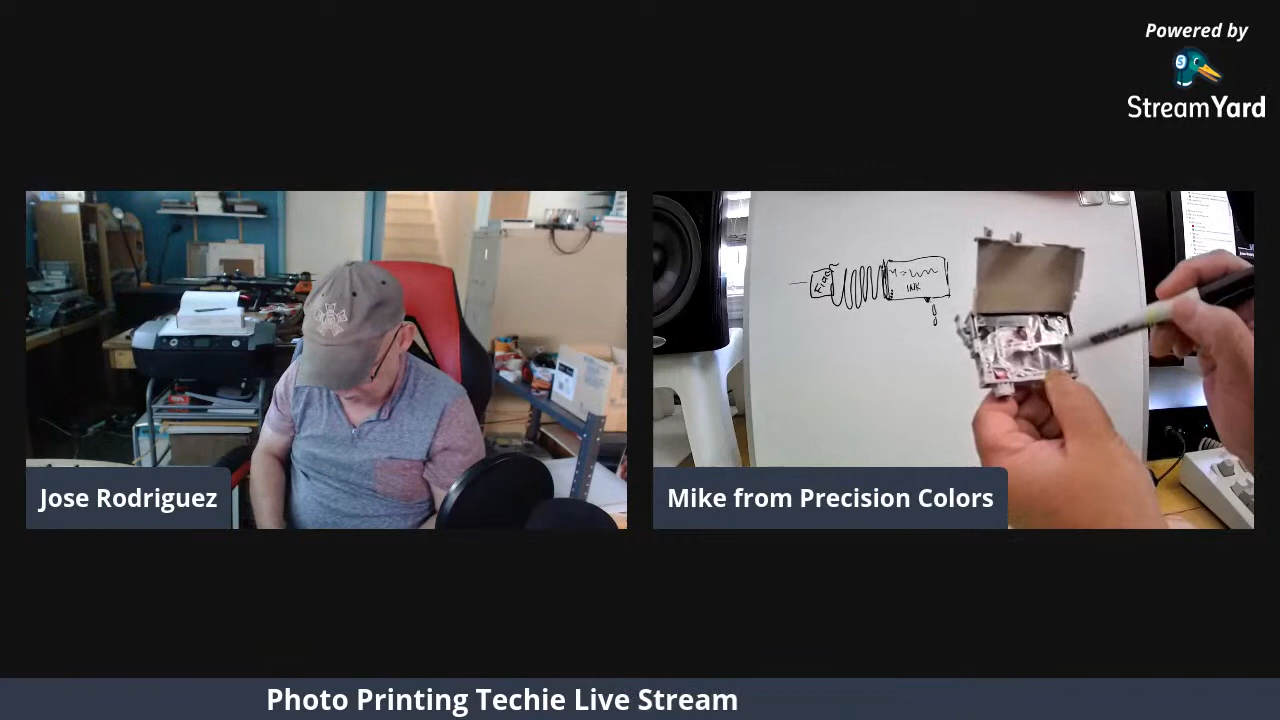 Powered by
StreamYard
INK
Jose Rodriguez
Mike from Precision Colors
Photo Printing Techie Live Stream